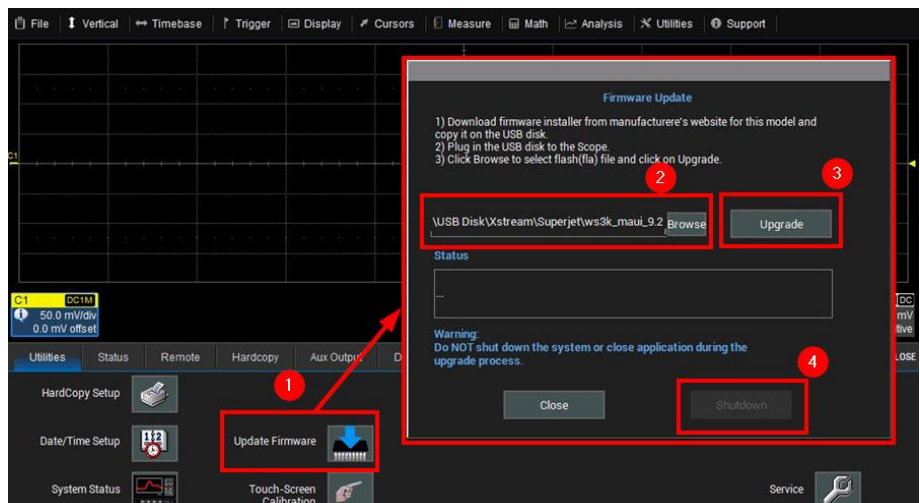 File Vertical Timebase Trigger Display Cursors Measure Math Analysis Utilities Support
Firmware Update
1) Download firmware installer from manufacturere's website for this model and
copy it on the USB disk.
2) Plug in the USB disk to the Scope.
3) Click Browse to select flash(fla) file and click on Upgrade.
C1
2
3
\USB Disk\Xstream\Superjet\ws3k_maui_9.2 Browse
Upgrade
Status
...
C1 DC1M
50.0 mV/div
0.0 mV offset
DC
mV
tive
Warning:
Do NOT shut down the system or close application during the
upgrade process.
Utilities Status Remote Hardcopy Aux Output D
LOSE
1
4
HardCopy Setup
Close
Shutdown
Date/Time Setup
Update Firmware
System Status
Touch-Screen
Calibration
Service